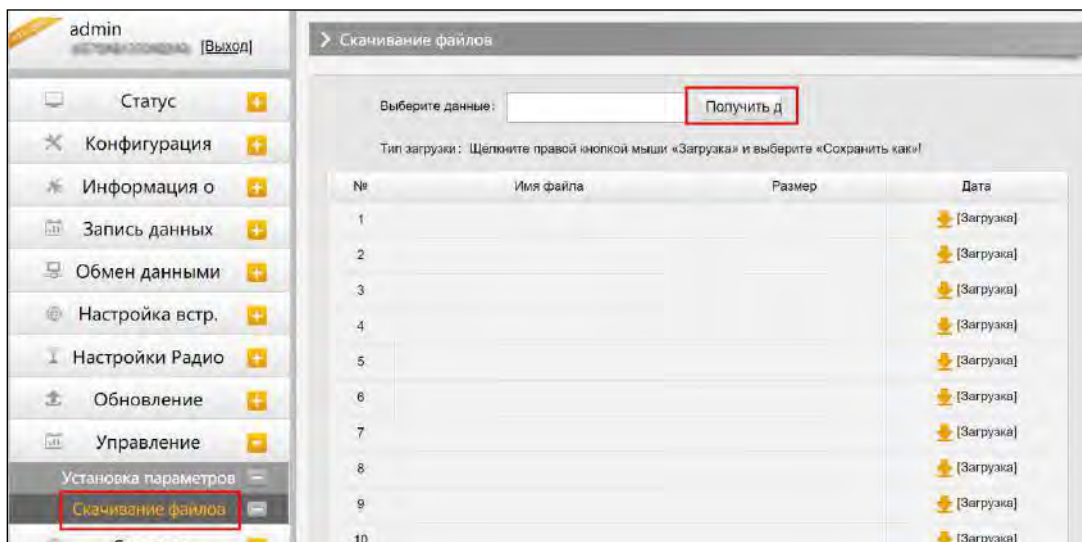 admin
[Выход]
Статус
Конфигурация
Информация о
Запись данных
Обмен данными
Настройка встр.
Настройки Радио
Обновление
Управление
Установка параметров
Скачивание файлов
Скачивание файлов
Выберите данные:
Получить д
Тип загрузки: Щелкните правой кнопкой мыши «Загрузка» и выберите «Сохранить как»!
№ Имя файла Размер Дата
1 [Загрузка]
2 [Загрузка]
3 [Загрузка]
4 [Загрузка]
5 [Загрузка]
6 [Загрузка]
7 [Загрузка]
8 [Загрузка]
9 [Загрузка]
10 [Загрузка]